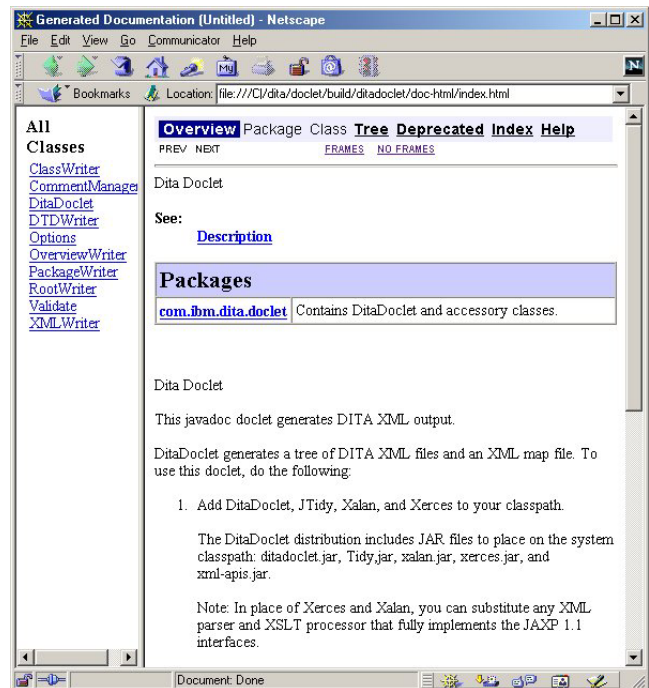 Generated Documentation (Untitled) - Netscape
File Edit View Go Communicator Help
My
N
Bookmarks Location: file:///C|/dita/doclet/build/ditadoclet/doc-html/index.html
All
Classes
ClassWriter
CommentManager
DitaDoclet
DTDWriter
Options
OverviewWriter
PackageWriter
RootWriter
Validate
XMLWriter
Overview Package Class Tree Deprecated Index Help
PREV NEXT FRAMES NO FRAMES
Dita Doclet
See:
Description
Packages
com.ibm.dita.doclet Contains DitaDoclet and accessory classes.
Dita Doclet
This javadoc doclet generates DITA XML output.
DitaDoclet generates a tree of DITA XML files and an XML map file. To
use this doclet, do the following:
1. Add DitaDoclet, JTidy, Xalan, and Xerces to your classpath.
The DitaDoclet distribution includes JAR files to place on the system
classpath: ditadoclet.jar, Tidy,jar, xalan.jar, xerces.jar, and
xml-apis.jar.
Note: In place of Xerces and Xalan, you can substitute any XML
parser and XSLT processor that fully implements the JAXP 1.1
interfaces.
Document: Done